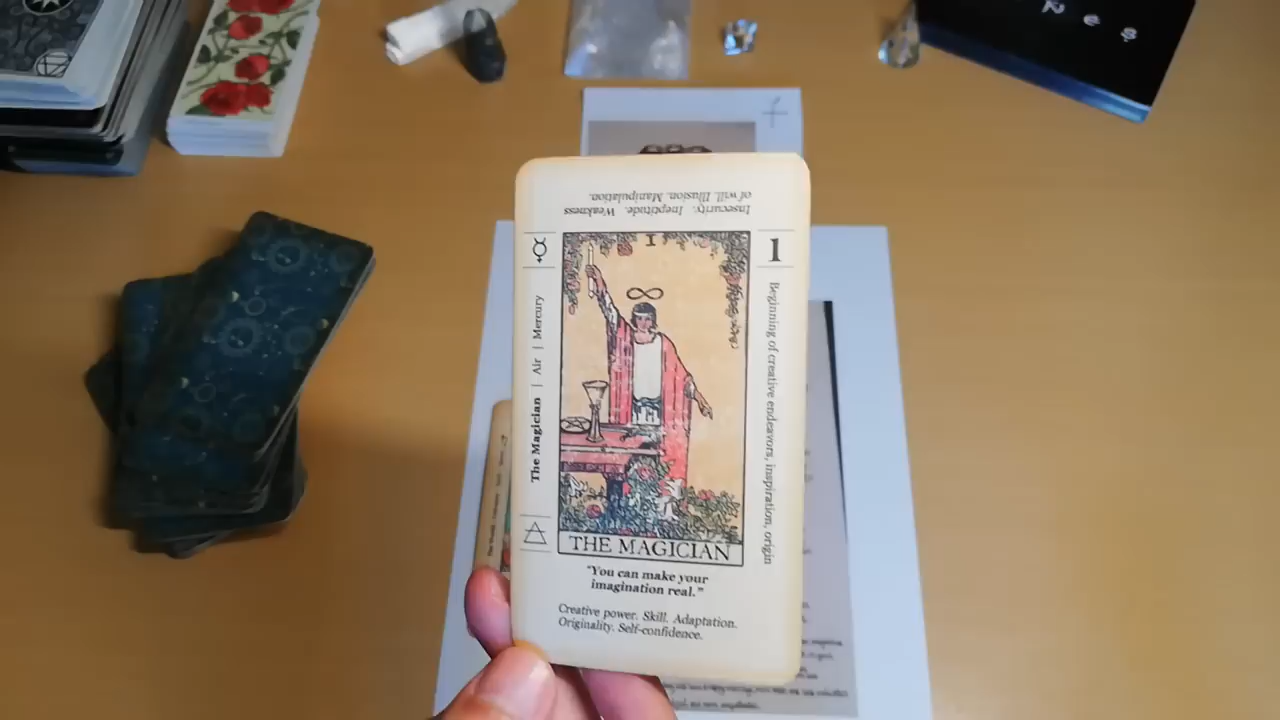 Insecurity. Ineptitude. Weakness
of will. Illusion. Manipulation.
1
I
The Magician | Air | Mercury
Beginning of creative endeavors, inspiration, origin
THE MAGICIAN
"You can make your
imagination real."
Creative power. Skill. Adaptation.
Originality. Self-confidence.